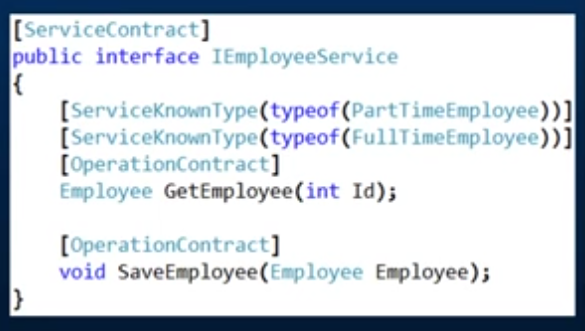 [ServiceContract]
public interface IEmployeeService
{
[ServiceKnownType(typeof(PartTimeEmployee))]
[ServiceKnownType(typeof(FullTimeEmployee))]
[OperationContract]
Employee GetEmployee(int Id);
[OperationContract]
void SaveEmployee(Employee Employee);
}